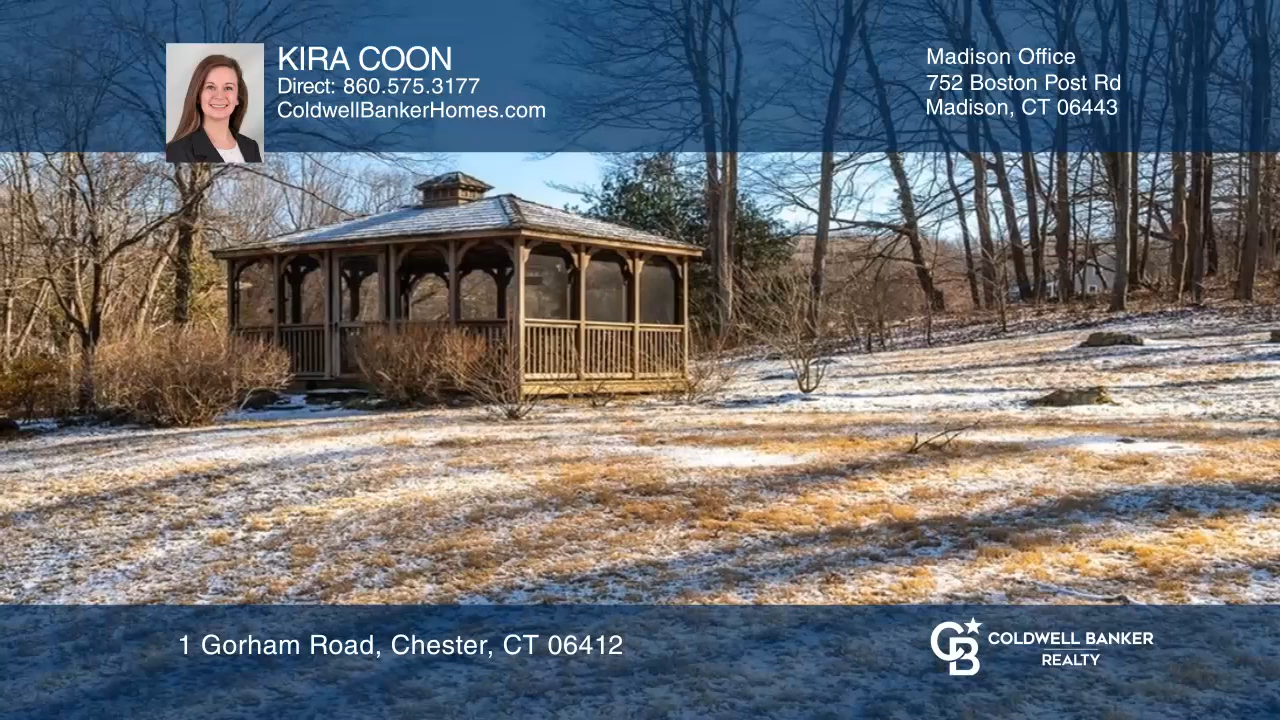 KIRA COON
Direct: 860.575.3177
ColdwellBankerHomes.com
Madison Office
752 Boston Post Rd
Madison, CT 06443
1 Gorham Road, Chester, CT 06412
CB
COLDWELL BANKER
REALTY